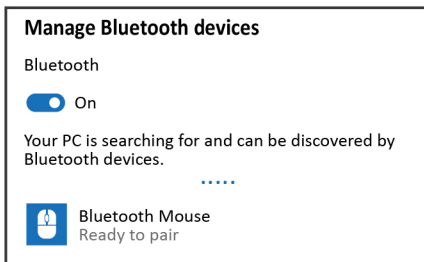 Manage Bluetooth devices
Bluetooth
On
Your PC is searching for and can be discovered by
Bluetooth devices.
Bluetooth Mouse
Ready to pair